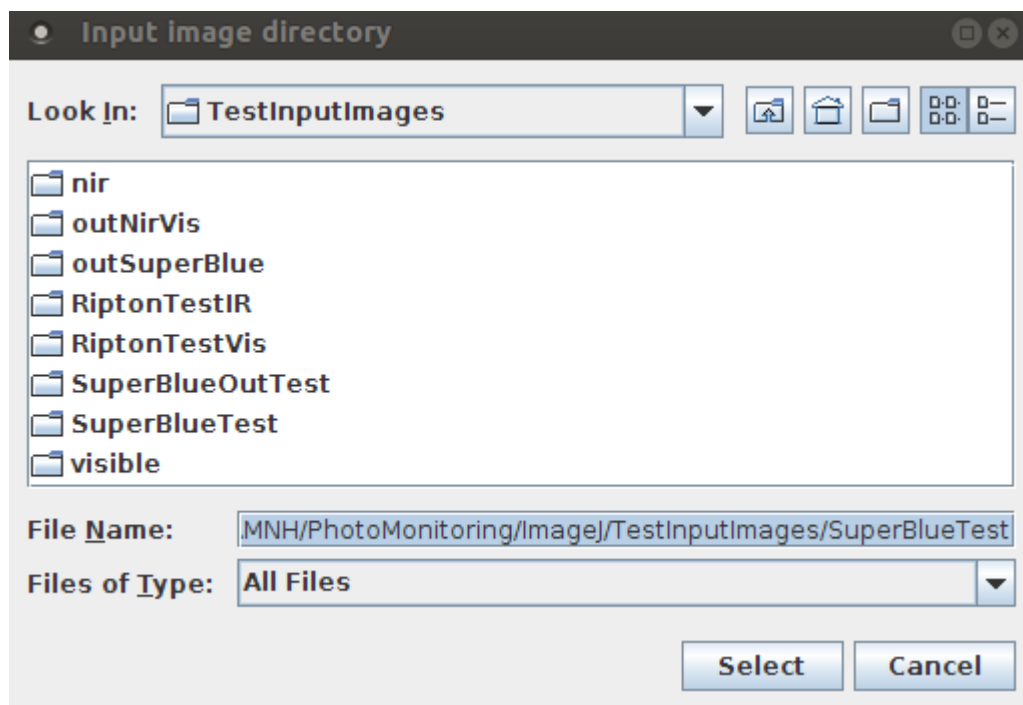 Input image directory
Look In: TestInputImages
nir
outNirVis
outSuperBlue
RiptonTestIR
RiptonTestVis
SuperBlueOutTest
SuperBlueTest
visible
File Name: .MNH/PhotoMonitoring/ImageJ/TestInputImages/SuperBlueTest
Files of Type: All Files
Select Cancel